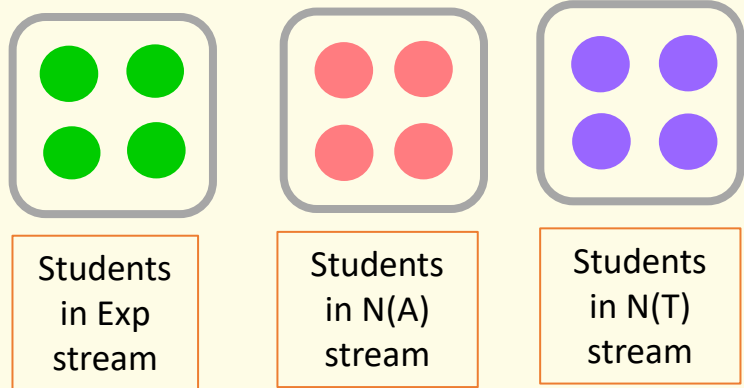 Students
in Exp
stream
Students
in N(A)
stream
Students
in N(T)
stream